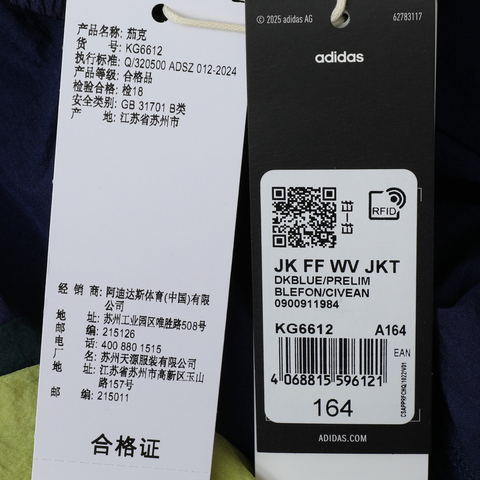 产品名称: 茄克
货 号: KG6612
执行标准: Q/320500 ADSZ 012-2024
产品等级: 合格品
检验合格: 检18
安全类别: GB 31701 B类
产 地: 江苏省苏州市
经 销 商: 阿迪达斯体育(中国)有限
公司
地 址: 苏州工业园区唯胜路508号
邮 编: 215126
电 话: 400 880 1515
厂 名: 苏州天源服装有限公司
地 址: 江苏省苏州市高新区玉山
路157号
邮 编: 215011
合格证
© 2025 adidas AG
62783117
adidas
RFID
JK FF WV JKT
DKBLUE/PRELIM
BLEFON/CIVEAN
0900911984
KG6612 A164
EAN
4 068815 596121
164
ADIDAS.COM